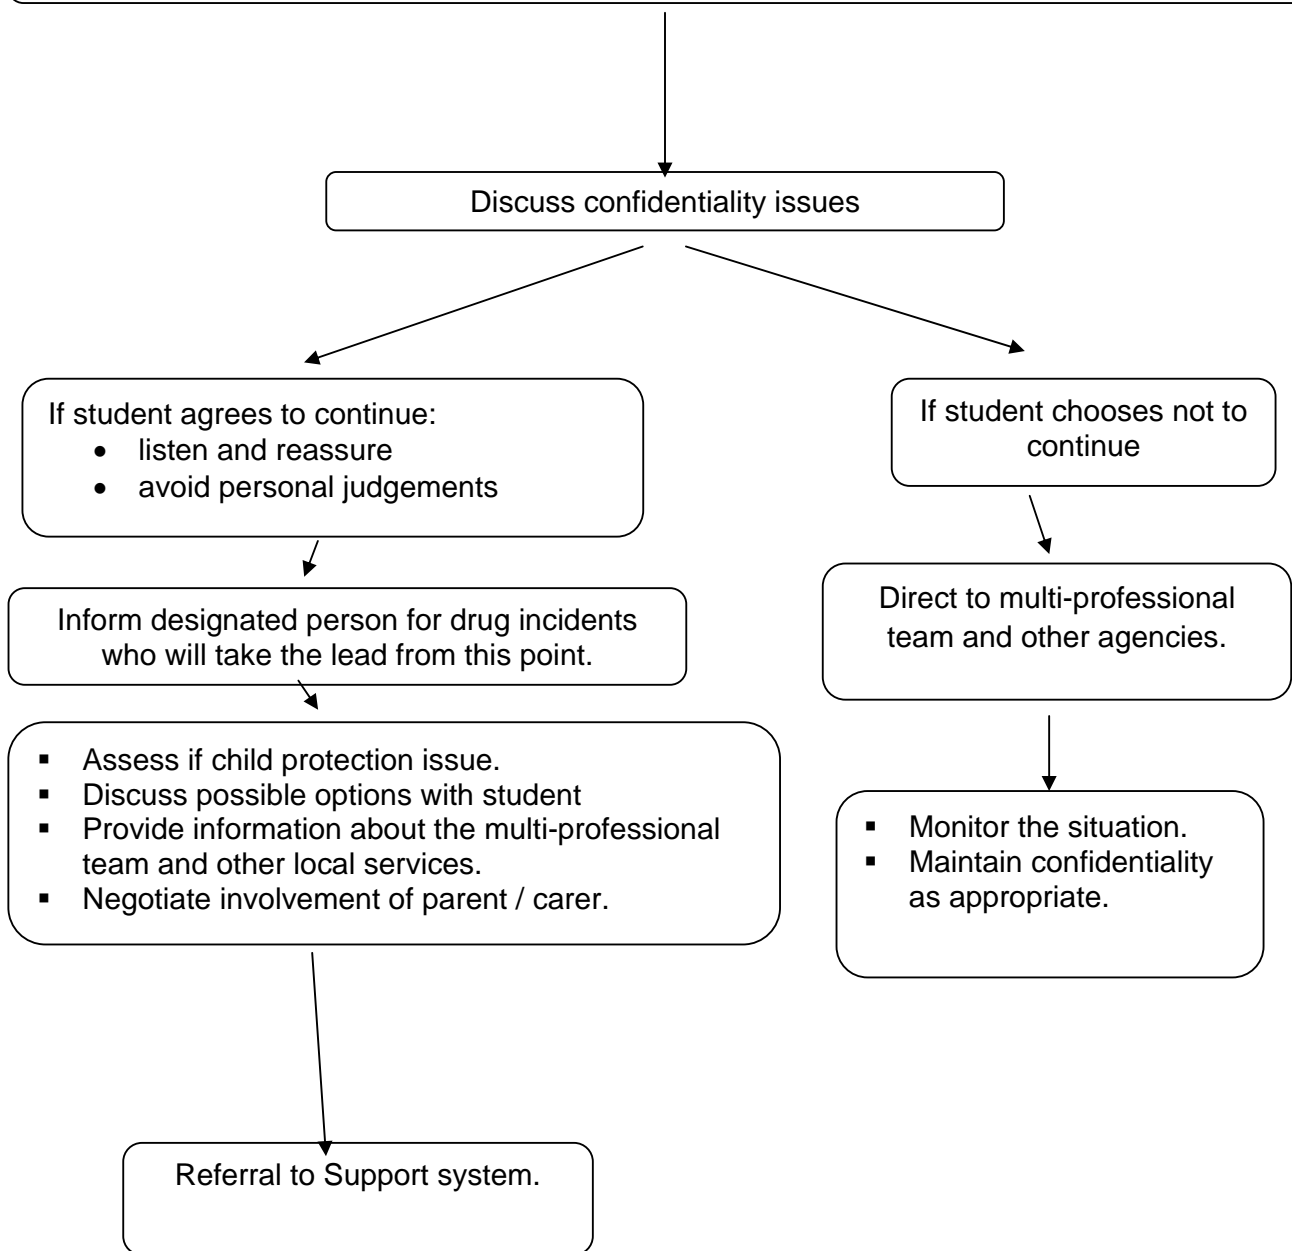 Discuss confidentiality issues
If student agrees to continue:
• listen and reassure
• avoid personal judgements
If student chooses not to
continue
Inform designated person for drug incidents
who will take the lead from this point.
Direct to multi-professional
team and other agencies.
▪ Assess if child protection issue.
▪ Discuss possible options with student
▪ Provide information about the multi-professional
team and other local services.
▪ Negotiate involvement of parent / carer.
▪ Monitor the situation.
▪ Maintain confidentiality
as appropriate.
Referral to Support system.